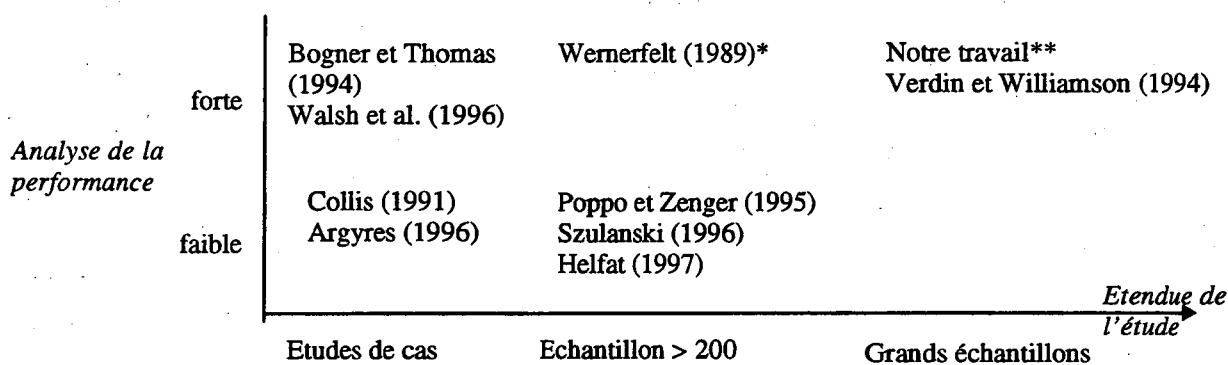 Bogner et Thomas
(1994)
Walsh et al. (1996)
Wernerfelt (1989)*
Notre travail**
Verdin et Williamson (1994)
forte
Analyse de la
performance
Collis (1991)
Argyres (1996)
Poppo et Zenger (1995)
Szulanski (1996)
Helfat (1997)
faible
Etendue de
l'étude
Etudes de cas
Echantillon > 200
Grands échantillons